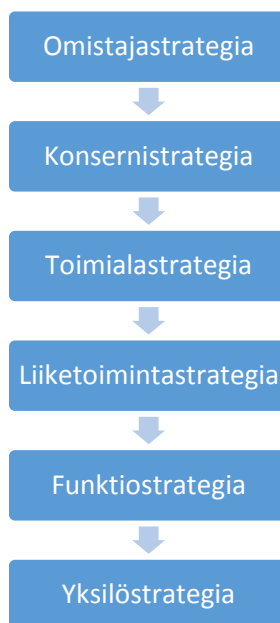 Omistajastrategia
Konsernistrategia
Toimialastrategia
Liiketoimintastrategia
Funktiostrategia
Yksilöstrategia